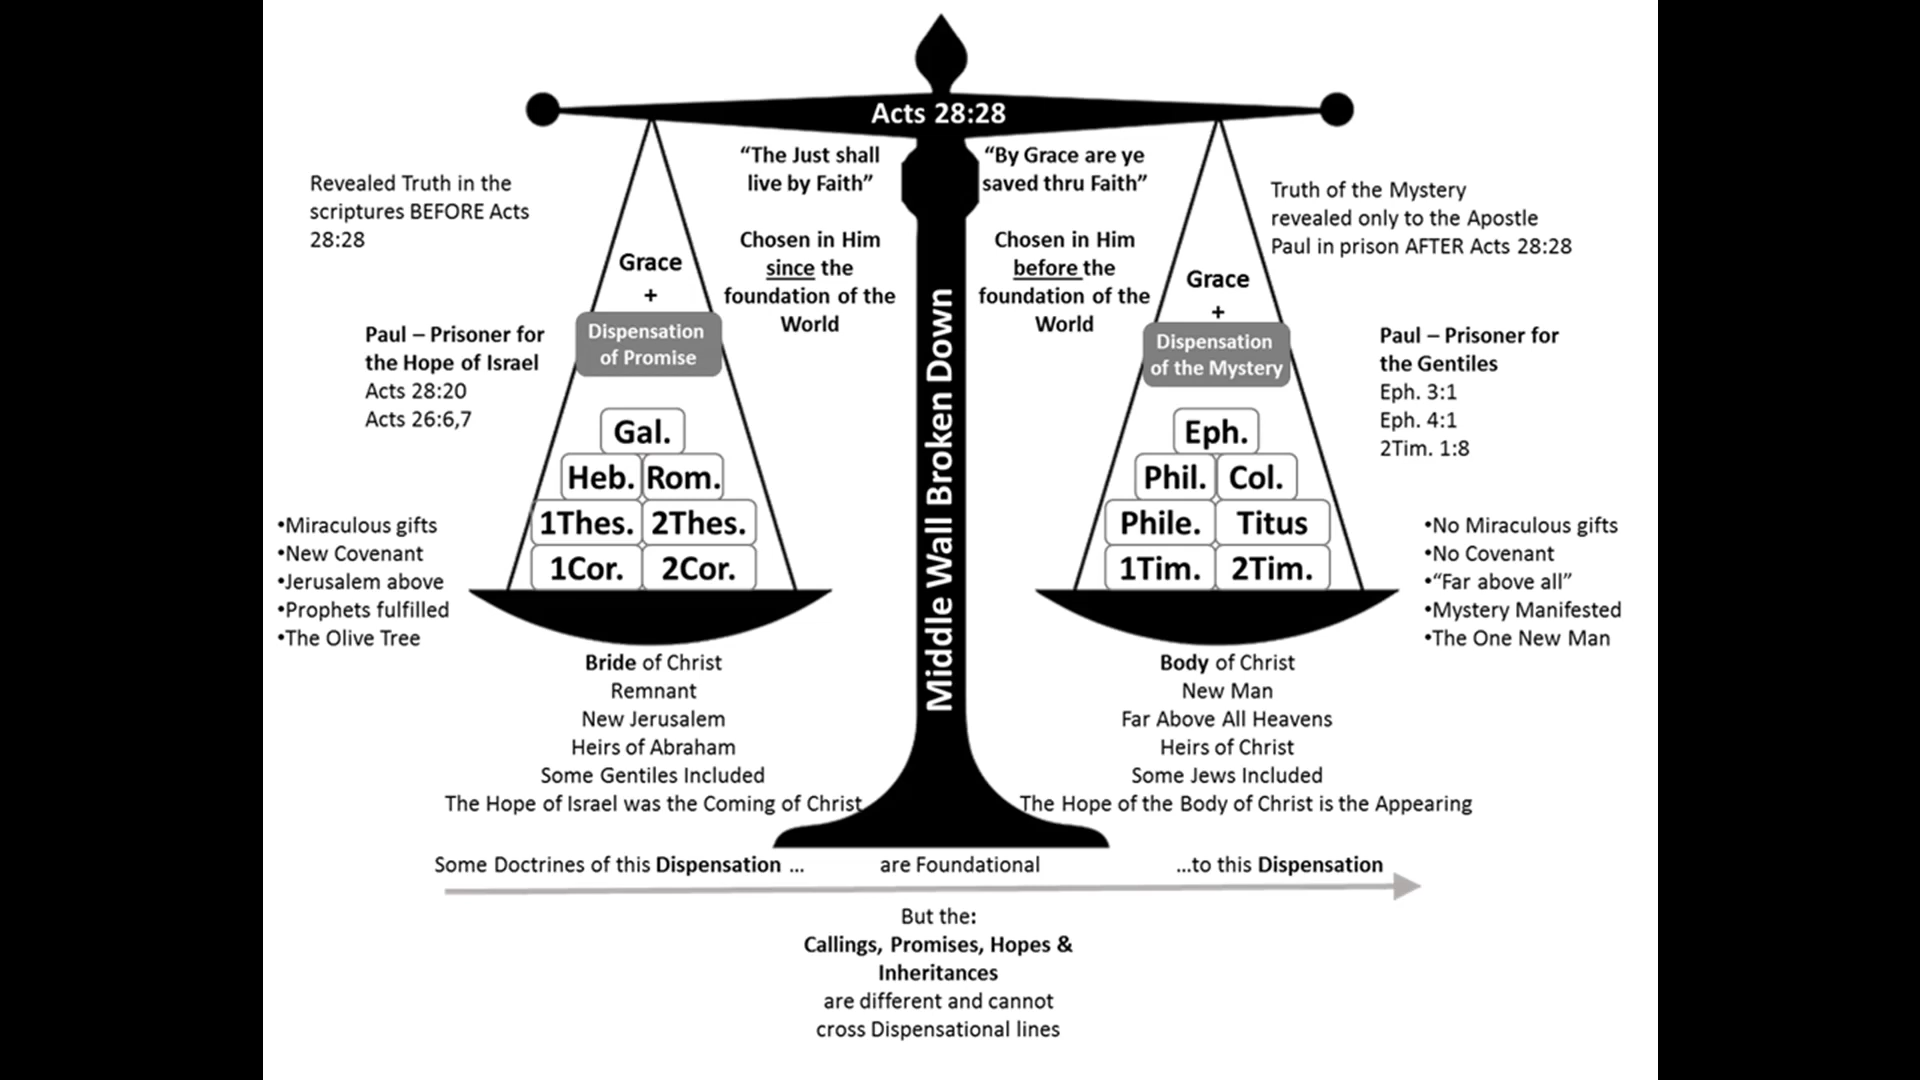 Acts 28:28
Revealed Truth in the
scriptures BEFORE Acts
28:28
Paul – Prisoner for
the Hope of Israel
Acts 28:20
Acts 26:6,7
•Miraculous gifts
•New Covenant
•Jerusalem above
•Prophets fulfilled
•The Olive Tree
Grace
+
Dispensation
of Promise
Gal.
Heb. Rom.
1Thes. 2Thes.
1Cor. 2Cor.
Bride of Christ
Remnant
New Jerusalem
Heirs of Abraham
Some Gentiles Included
The Hope of Israel was the Coming of Christ
“The Just shall
live by Faith”
Chosen in Him
since the
foundation of the
World
Middle Wall Broken Down
“By Grace are ye
saved thru Faith”
Chosen in Him
before the
foundation of the
World
Grace
+
Dispensation
of the Mystery
Eph.
Phil. Col.
Phile. Titus
1Tim. 2Tim.
Body of Christ
New Man
Far Above All Heavens
Heirs of Christ
Some Jews Included
The Hope of the Body of Christ is the Appearing
Truth of the Mystery
revealed only to the Apostle
Paul in prison AFTER Acts 28:28
Paul – Prisoner for
the Gentiles
Eph. 3:1
Eph. 4:1
2Tim. 1:8
•No Miraculous gifts
•No Covenant
•“Far above all”
•Mystery Manifested
•The One New Man
Some Doctrines of this Dispensation ... are Foundational ...to this Dispensation
But the:
Callings, Promises, Hopes &
Inheritances
are different and cannot
cross Dispensational lines